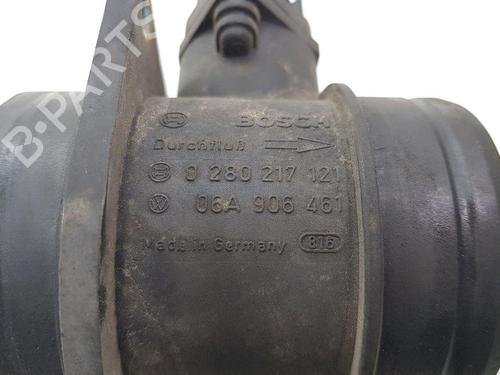 B-PARTS
BOSCH
Durchfluß
0 280 217 121
06A 906 461
Made in Germany 816